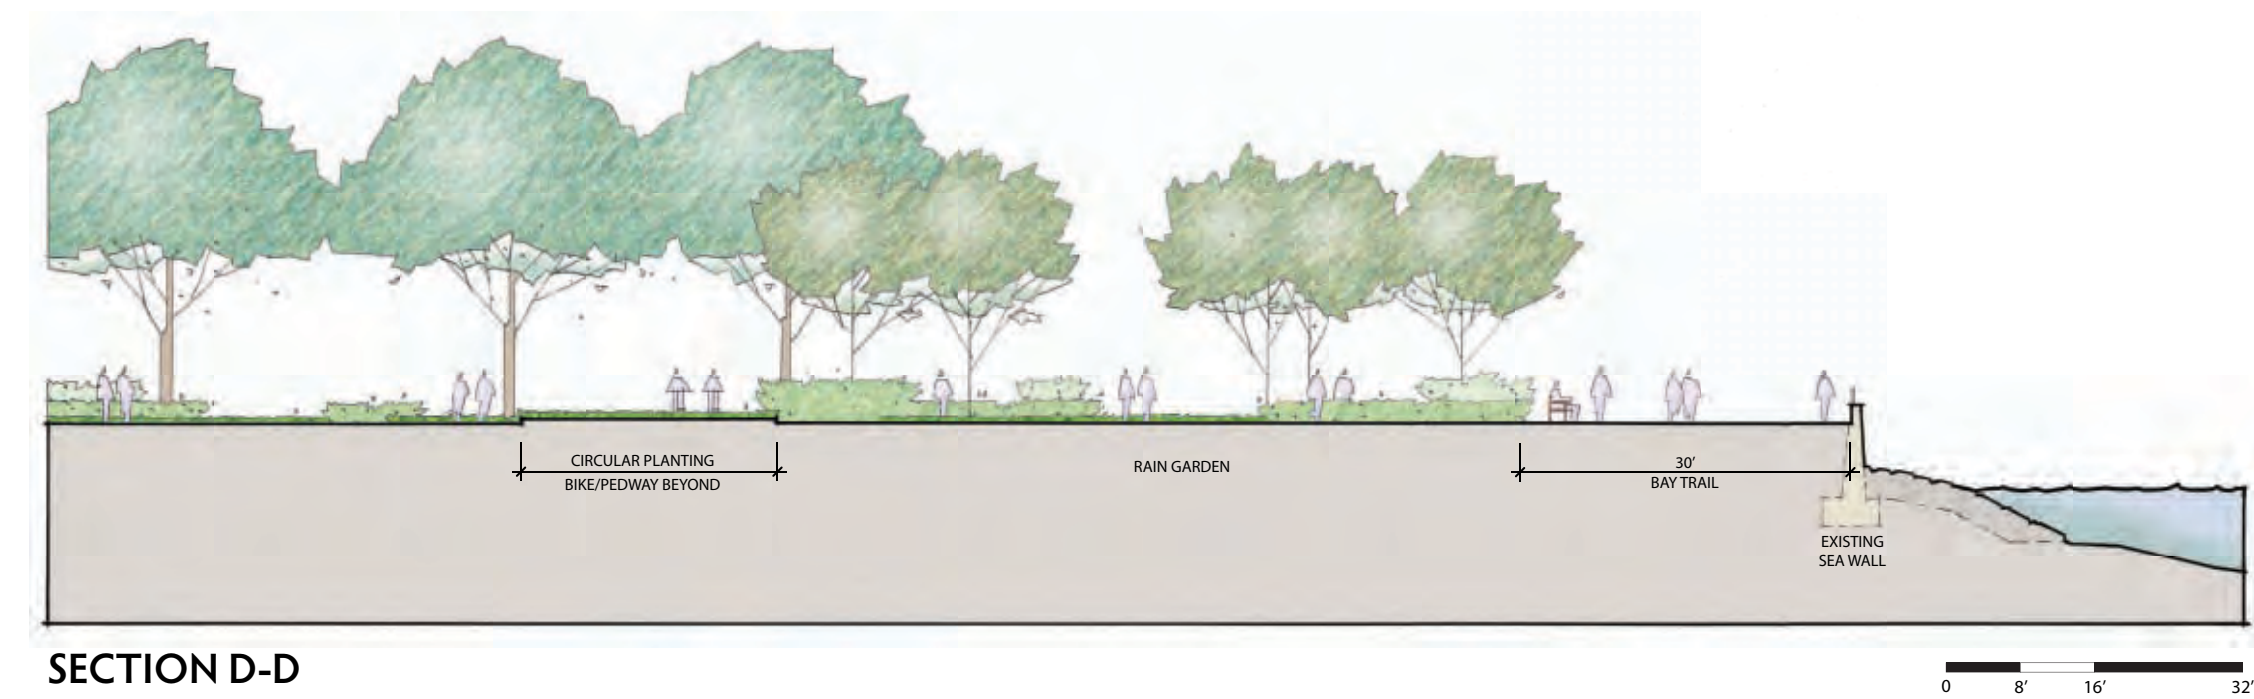 CIRCULAR PLANTING
BIKE/PEDWAY BEYOND
RAIN GARDEN
30’
BAY TRAIL
EXISTING
SEA WALL
SECTION D-D
0 8’ 16’ 32’